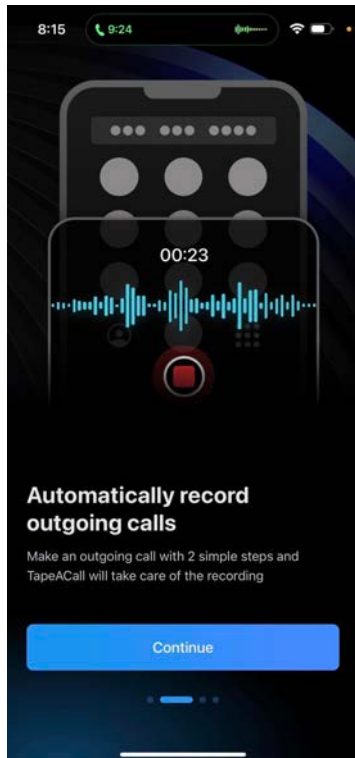 8:15
9:24
00:23
Automatically record
outgoing calls
Make an outgoing call with 2 simple steps and
TapeACall will take care of the recording
Continue